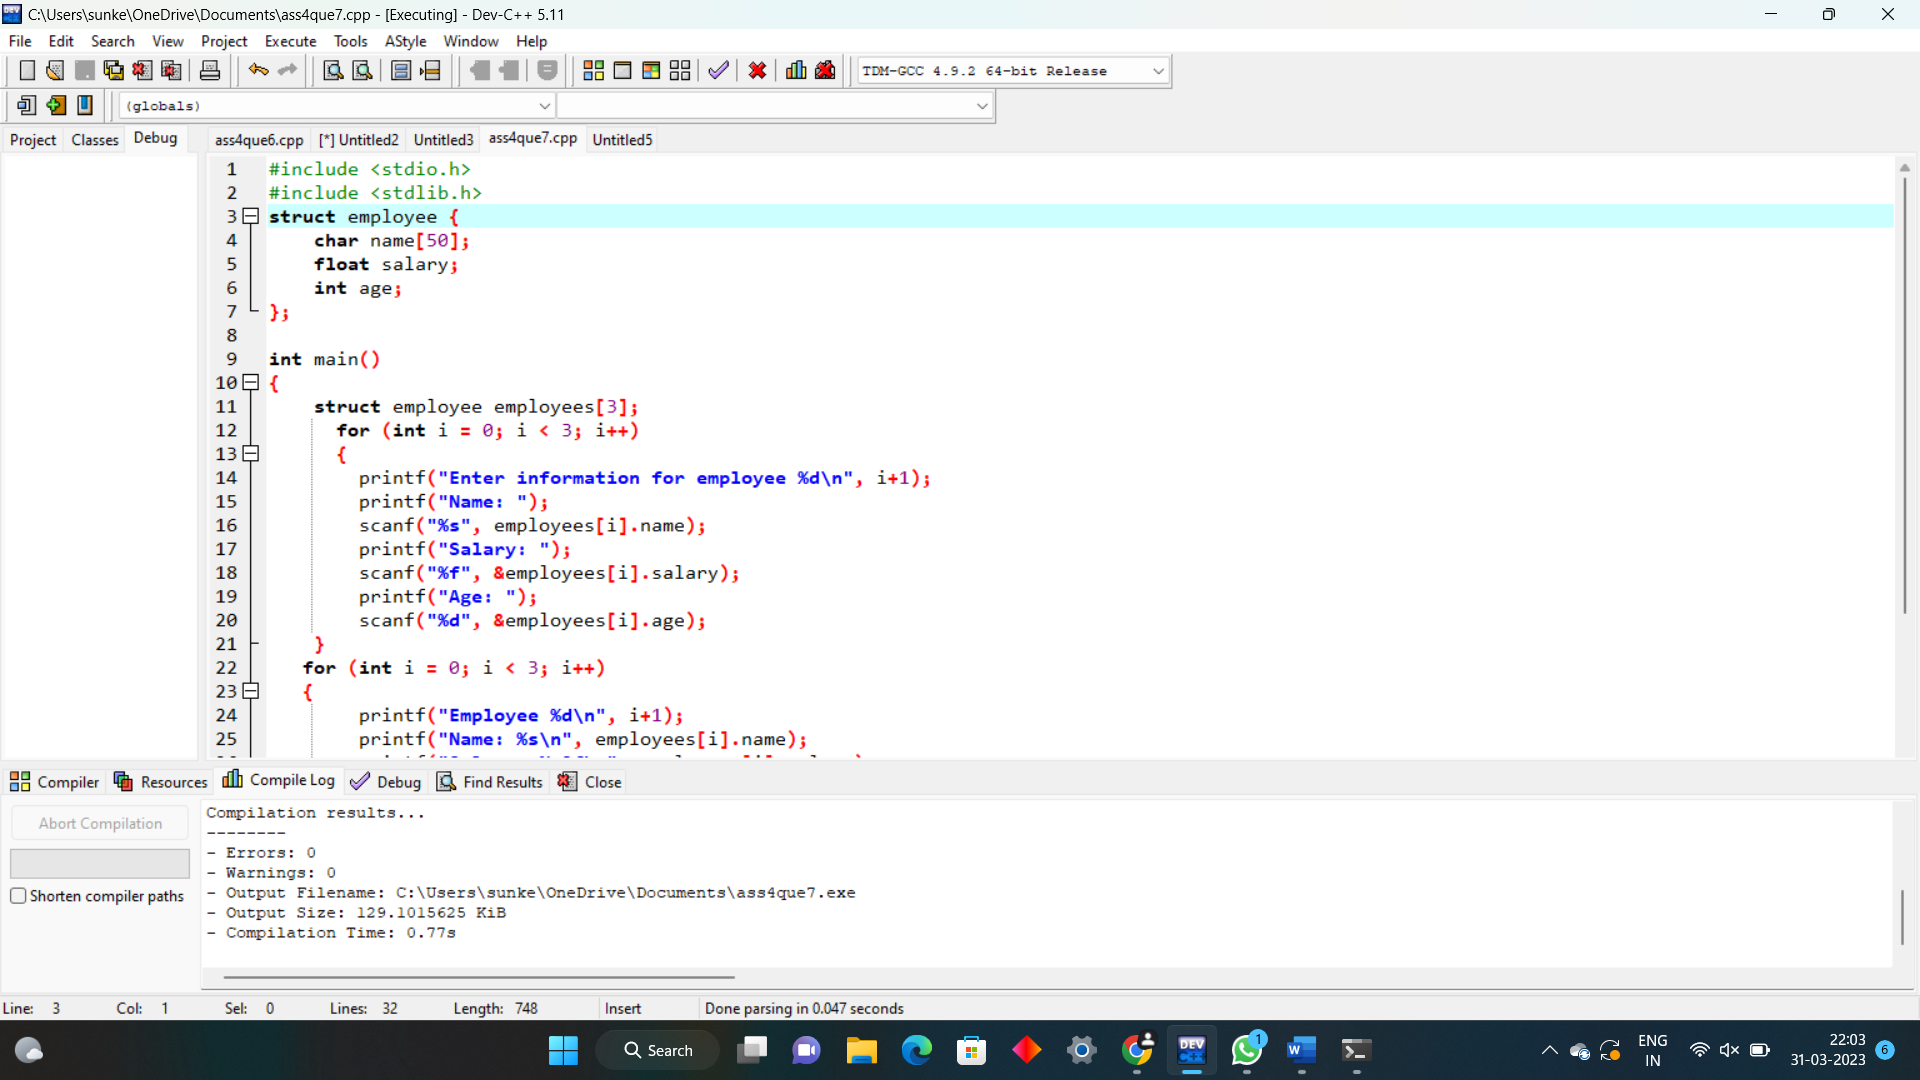 C:\Users\sunke\OneDrive\Documents\ass4que7.cpp - [Executing] - Dev-C++ 5.11
File Edit Search View Project Execute Tools AStyle Window Help
TDM-GCC 4.9.2 64-bit Release
(globals)
Project Classes Debug ass4que6.cpp [*] Untitled2 Untitled3 ass4que7.cpp Untitled5
1 #include <stdio.h>
2 #include <stdlib.h>
3 struct employee {
4 char name[50];
5 float salary;
6 int age;
7 };
8
9 int main()
10 {
11 struct employee employees[3];
12 for (int i = 0; i < 3; i++)
13 {
14 printf("Enter information for employee %d\n", i+1);
15 printf("Name: ");
16 scanf("%s", employees[i].name);
17 printf("Salary: ");
18 scanf("%f", &employees[i].salary);
19 printf("Age: ");
20 scanf("%d", &employees[i].age);
21 }
22 for (int i = 0; i < 3; i++)
23 {
24 printf("Employee %d\n", i+1);
25 printf("Name: %s\n", employees[i].name);
Compiler Resources Compile Log Debug Find Results Close
Abort Compilation
Shorten compiler paths
Compilation results...
--------
- Errors: 0
- Warnings: 0
- Output Filename: C:\Users\sunke\OneDrive\Documents\ass4que7.exe
- Output Size: 129.1015625 KiB
- Compilation Time: 0.77s
Line: 3 Col: 1 Sel: 0 Lines: 32 Length: 748 Insert Done parsing in 0.047 seconds
Search
DEV C++
1
W
ENG
IN
22:03
31-03-2023
6